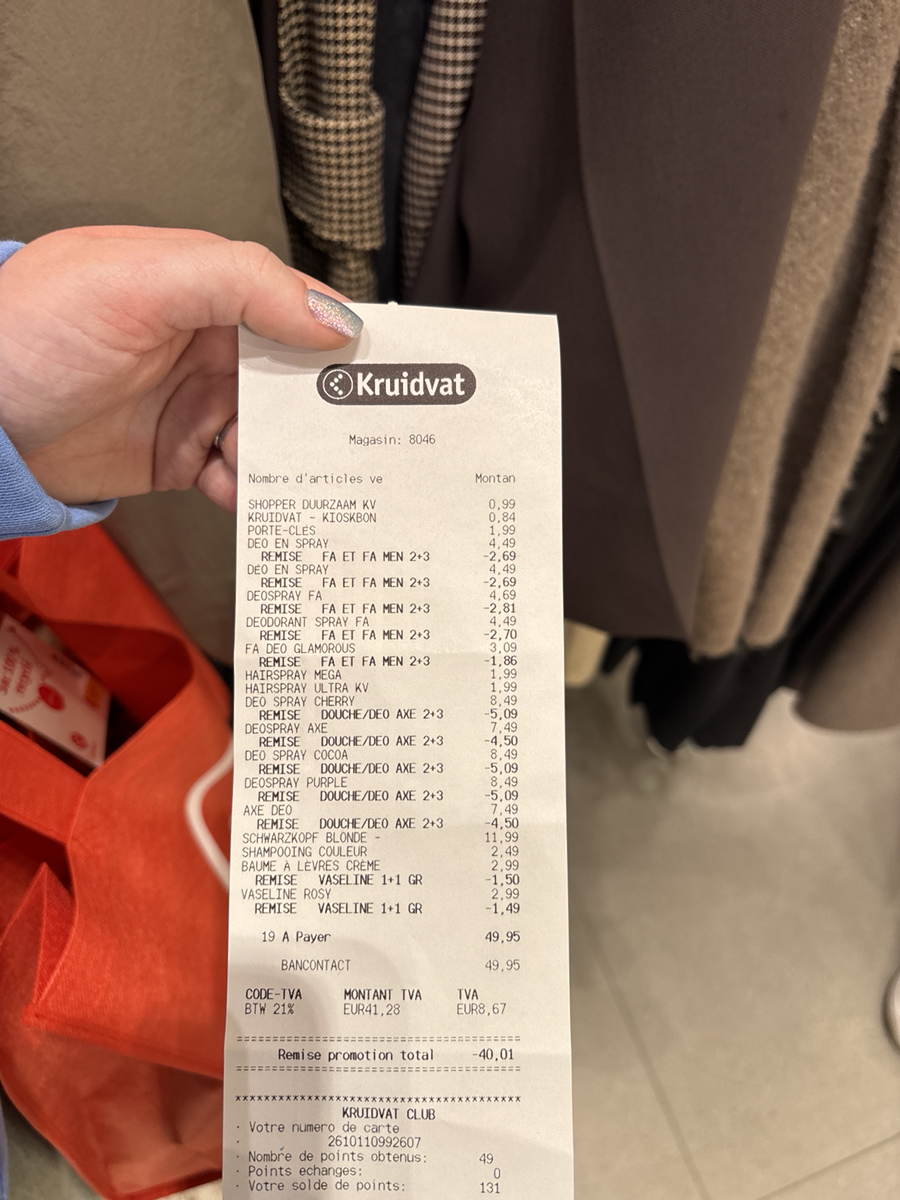 Kruidvat
Magasin: 8046
Nombre d'articles ve Montan
SHOPPER DUURZAAM KV 0,99
KRUIDVAT - KIOSKBON 0,84
PORTE-CLÉS 1,99
DEO EN SPRAY 4,49
REMISE FA ET FA MEN 2+3 -2,69
DEO EN SPRAY 4,49
REMISE FA ET FA MEN 2+3 -2,69
DEOSPRAY FA 4,69
REMISE FA ET FA MEN 2+3 -2,81
DEODORANT SPRAY FA 4,49
REMISE FA ET FA MEN 2+3 -2,70
FA DEO GLAMOROUS 3,09
REMISE FA ET FA MEN 2+3 -1,86
HAIRSPRAY MEGA 1,99
HAIRSPRAY ULTRA KV 1,99
DEO SPRAY CHERRY 8,49
REMISE DOUCHE/DEO AXE 2+3 -5,09
DEOSPRAY AXE 7,49
REMISE DOUCHE/DEO AXE 2+3 -4,50
DEO SPRAY COCOA 8,49
REMISE DOUCHE/DEO AXE 2+3 -5,09
DEOSPRAY PURPLE 8,49
REMISE DOUCHE/DEO AXE 2+3 -5,09
AXE DEO 7,49
REMISE DOUCHE/DEO AXE 2+3 -4,50
SCHWARZKOPF BLONDE - 11,99
SHAMPOOING COULEUR 2,49
BAUME À LÈVRES CRÈME 2,99
REMISE VASELINE 1+1 GR -1,50
VASELINE ROSY 2,99
REMISE VASELINE 1+1 GR -1,49
19 A Payer 49,95
BANCONTACT 49,95
CODE-TVA MONTANT TVA TVA
BTW 21% EUR41,28 EUR8,67
========================================
Remise promotion total -40,01
========================================
****************************************
KRUIDVAT CLUB
· Votre numero de carte
· 2610110992607
· Nombre de points obtenus: 49
· Points echanges: 0
· Votre solde de points: 131